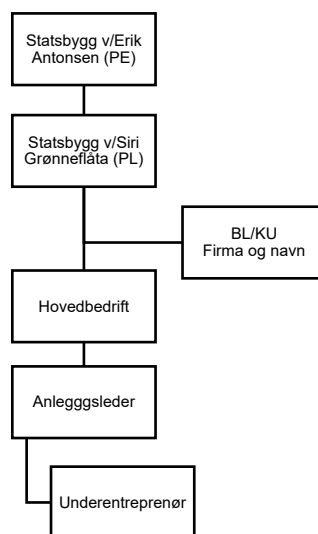 Statsbygg v/Erik
Antonsen (PE)
Statsbygg v/Siri
Grønneflåta (PL)
BL/KU
Firma og navn
Hovedbedrift
Anlegggsleder
Underentreprenør